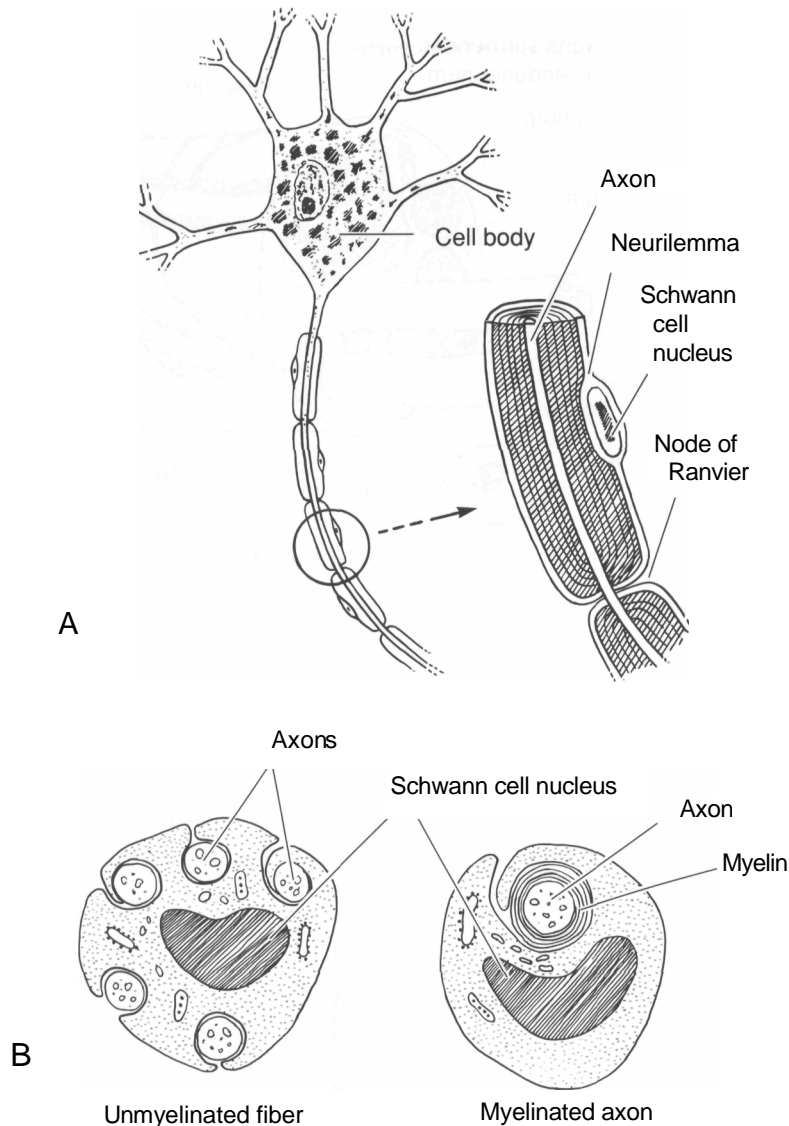 Axon
Cell body
Neurilemma
Schwann
cell
nucleus
Node of
Ranvier
A
Axons
Schwann cell nucleus
Axon
Myelin
B
Unmyelinated fiber
Myelinated axon